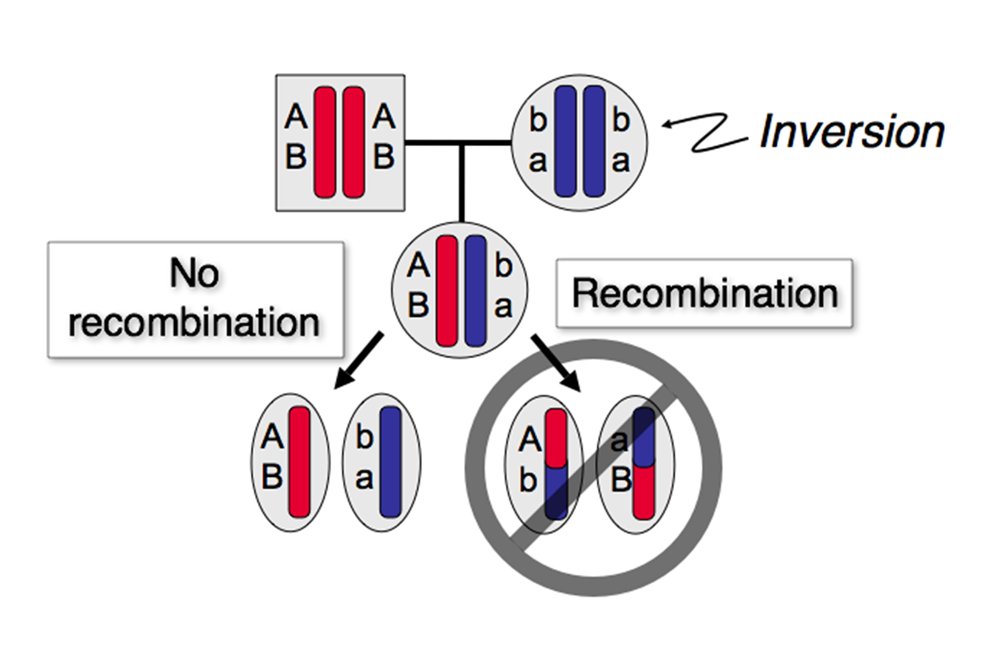 A A
B B
b b
a a
Inversion
No
recombination
A b
B a
Recombination
A b
B a
A a
b B